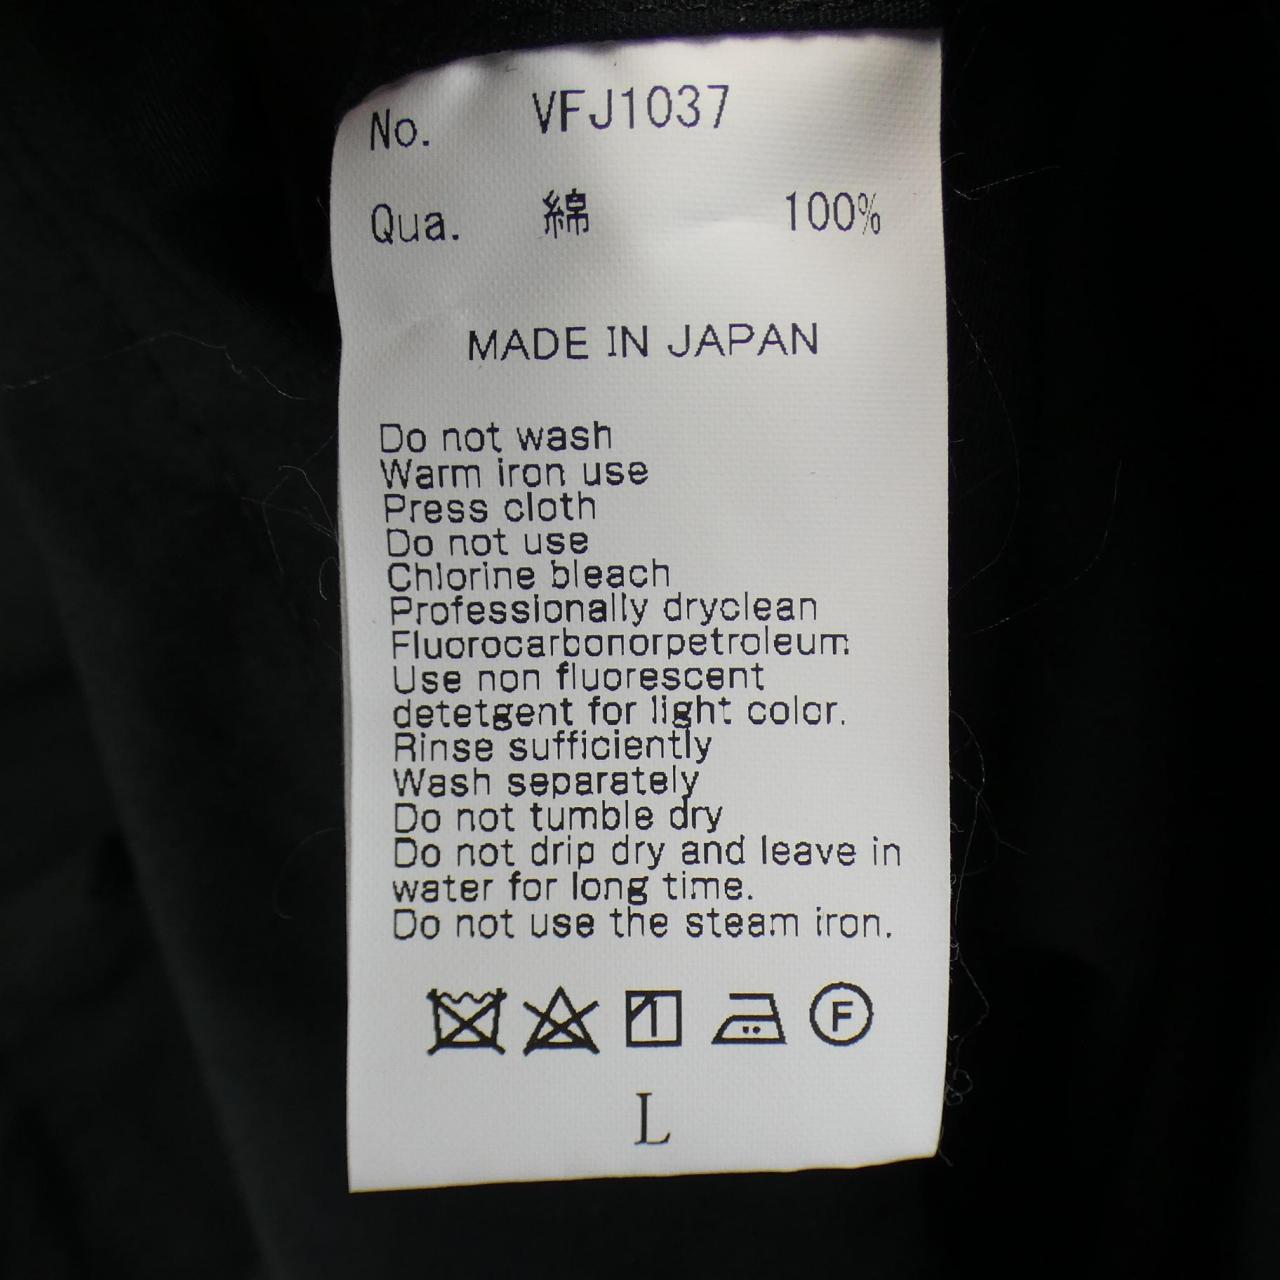 No. VFJ1037
Qua. 綿 100%
MADE IN JAPAN
Do not wash
Warm iron use
Press cloth
Do not use
Chlorine bleach
Professionally dryclean
Fluorocarbonorpetroleum
Use non fluorescent
detetgent for light color.
Rinse sufficiently
Wash separately
Do not tumble dry
Do not drip dry and leave in
water for long time.
Do not use the steam iron.
F
L